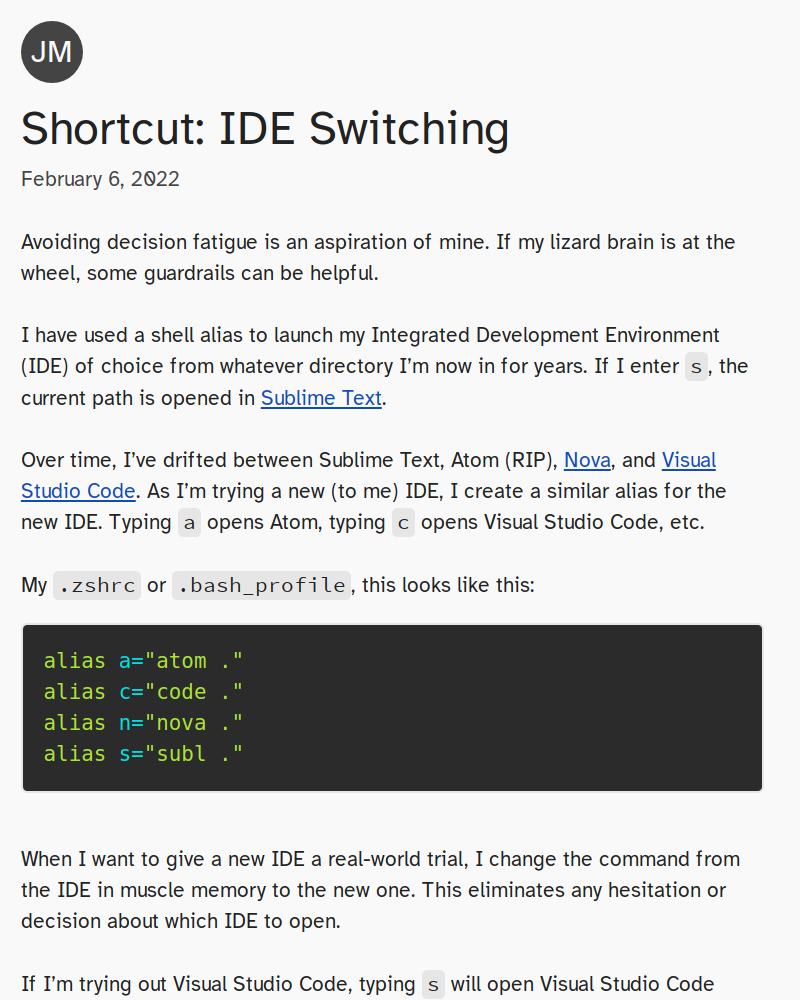 JM
Shortcut: IDE Switching
February 6, 2022
Avoiding decision fatigue is an aspiration of mine. If my lizard brain is at the
wheel, some guardrails can be helpful.
I have used a shell alias to launch my Integrated Development Environment
(IDE) of choice from whatever directory I’m now in for years. If I enter s, the
current path is opened in Sublime Text.
Over time, I’ve drifted between Sublime Text, Atom (RIP), Nova, and Visual
Studio Code. As I’m trying a new (to me) IDE, I create a similar alias for the
new IDE. Typing a opens Atom, typing c opens Visual Studio Code, etc.
My .zshrc or .bash_profile, this looks like this:
alias a="atom ."
alias c="code ."
alias n="nova ."
alias s="subl ."
When I want to give a new IDE a real-world trial, I change the command from
the IDE in muscle memory to the new one. This eliminates any hesitation or
decision about which IDE to open.
If I’m trying out Visual Studio Code, typing s will open Visual Studio Code